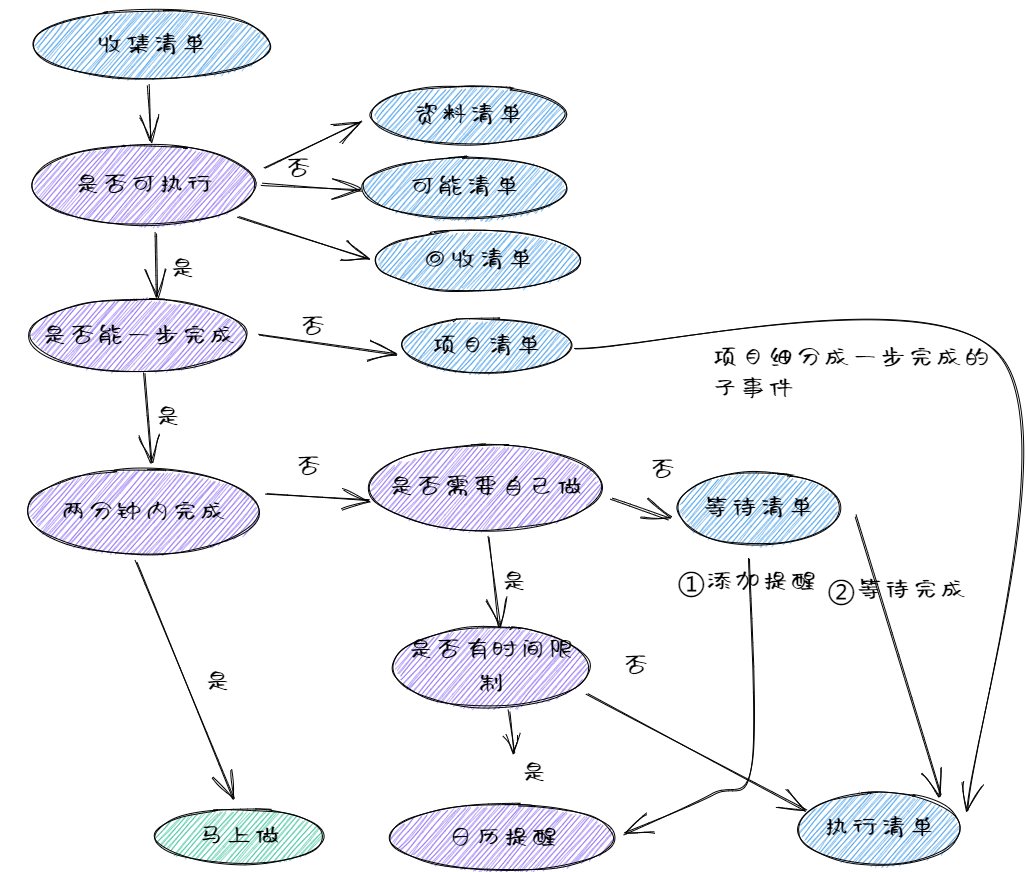 收集清单
资料清单
否
是否可执行
可能清单
回收清单
是
否
是否能一步完成
项目清单
项目细分成一步完成的
子事件
是
否
否
是否需要自己做
两分钟内完成
等待清单
是
①添加提醒
②等待完成
是否有时间限
制
否
是
是
马上做
日历提醒
执行清单